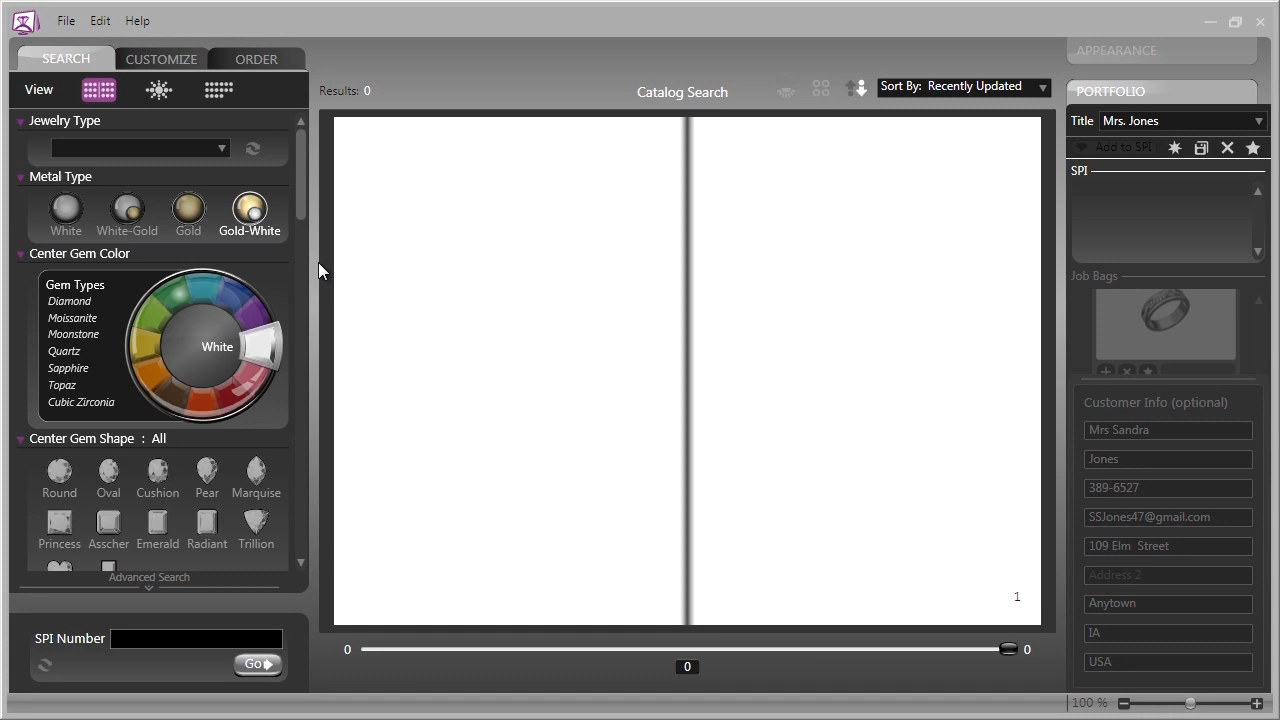 File Edit Help
SEARCH CUSTOMIZE ORDER
View
Jewelry Type
Metal Type
White White-Gold Gold Gold-White
Center Gem Color
Gem Types
Diamond
Moissanite
Moonstone
Quartz
Sapphire
Topaz
Cubic Zirconia
White
Center Gem Shape : All
Round Oval Cushion Pear Marquise
Princess Asscher Emerald Radiant Trillion
Advanced Search
SPI Number
Go
Results: 0
Catalog Search
Sort By: Recently Updated
1
0 0
0
APPEARANCE
PORTFOLIO
Title Mrs. Jones
Add to SPI
SPI
Job Bags
Customer Info (optional)
Mrs Sandra
Jones
389-6527
SSJones47@gmail.com
109 Elm Street
Address 2
Anytown
IA
USA
100 %